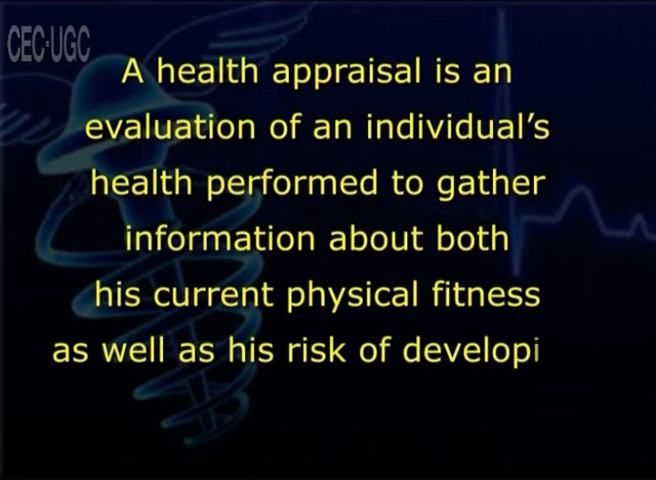 CEC-UGC
A health appraisal is an
evaluation of an individual's
health performed to gather
information about both
his current physical fitness
as well as his risk of developi